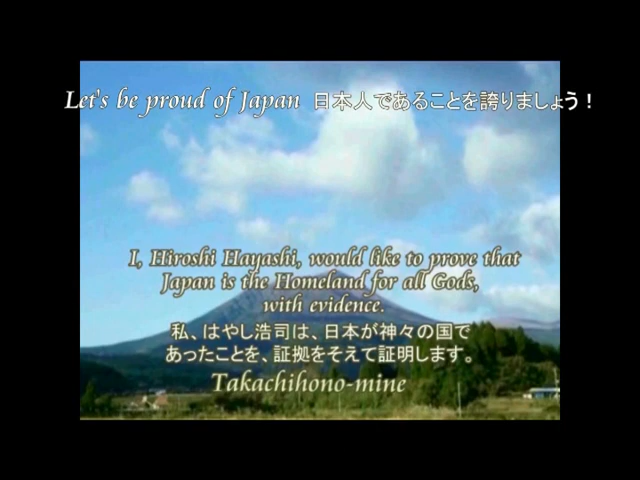 Let's be proud of Japan 日本人であることを誇りましょう！
I, Hiroshi Hayashi, would like to prove that
Japan is the Homeland for all Gods,
with evidence.
私、はやし浩司は、日本が神々の国で
あったことを、証拠をそえて証明します。
Takachihono-mine